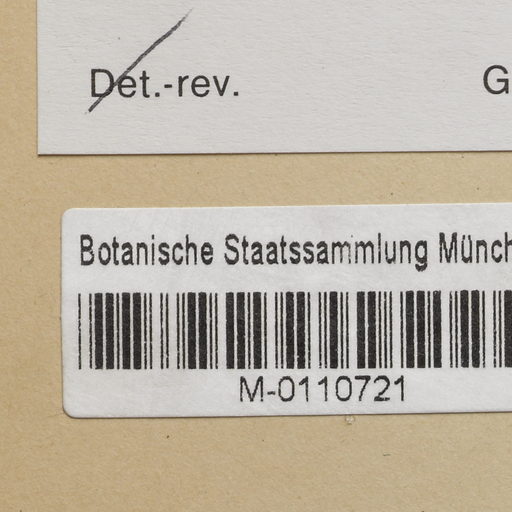 Det.-rev. G
Botanische Staatssammlung Münch
M-0110721